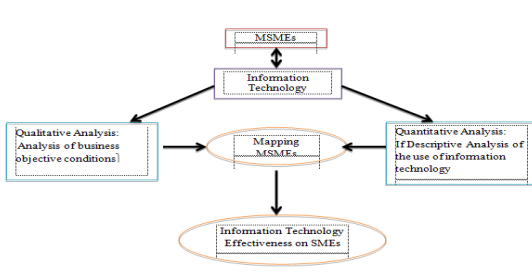 MSMEs
Information
Technology
Qualitative Analysis:
Analysis of business
objective conditions
Mapping
MSMEs
Quantitative Analysis:
If Descriptive Analysis of
the use of information
technology
Information Technology
Effectiveness on SMEs